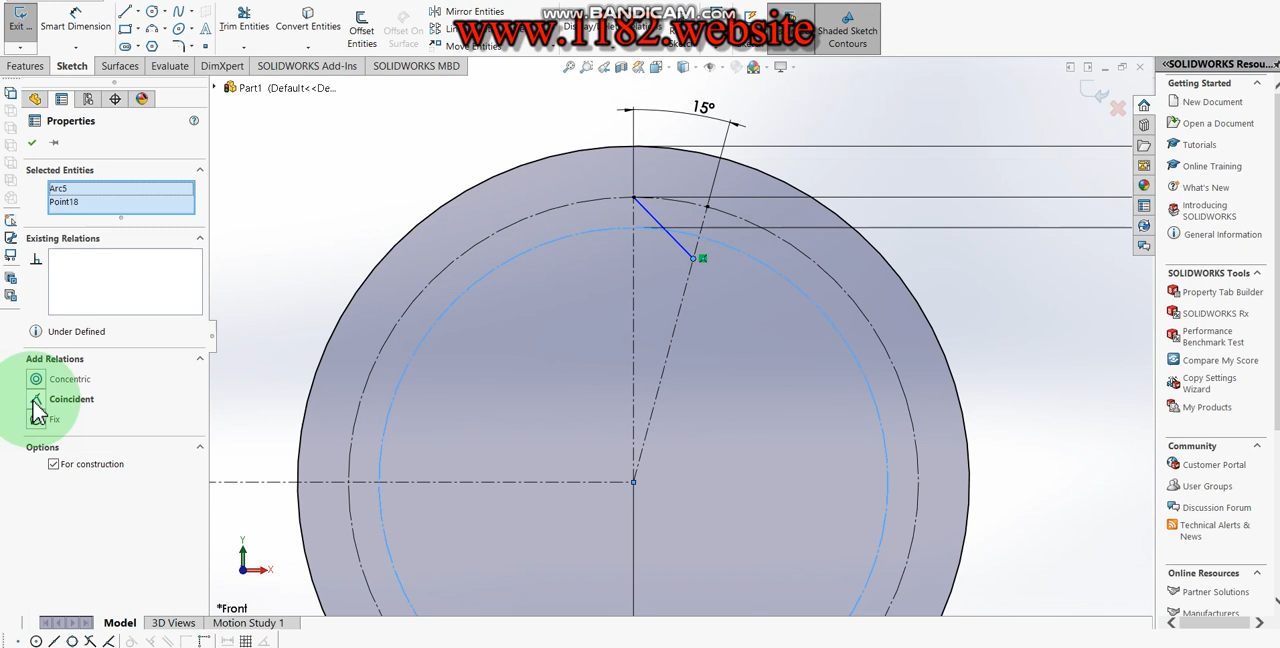 Exit ...
Smart Dimension
Trim Entities
Convert Entities
Offset
Entities
Offset On
Surface
Mirror Entities
Move Entities
Shaded Sketch
Contours
www.BANDICAM.com
www.1182.website
Features
Sketch
Surfaces
Evaluate
DimXpert
SOLIDWORKS Add-Ins
SOLIDWORKS MBD
Part1 (Default<<De...
Properties
Selected Entities
Arc5
Point18
Existing Relations
Under Defined
Add Relations
Concentric
Coincident
Fix
Options
For construction
15°
Y
X
*Front
Model
3D Views
Motion Study 1
SOLIDWORKS Resou...
Getting Started
New Document
Open a Document
Tutorials
Online Training
What's New
Introducing
SOLIDWORKS
General Information
SOLIDWORKS Tools
Property Tab Builder
SOLIDWORKS Rx
Performance
Benchmark Test
Compare My Score
Copy Settings
Wizard
My Products
Community
Customer Portal
User Groups
Discussion Forum
Technical Alerts &
News
Online Resources
Partner Solutions
Manufacturers